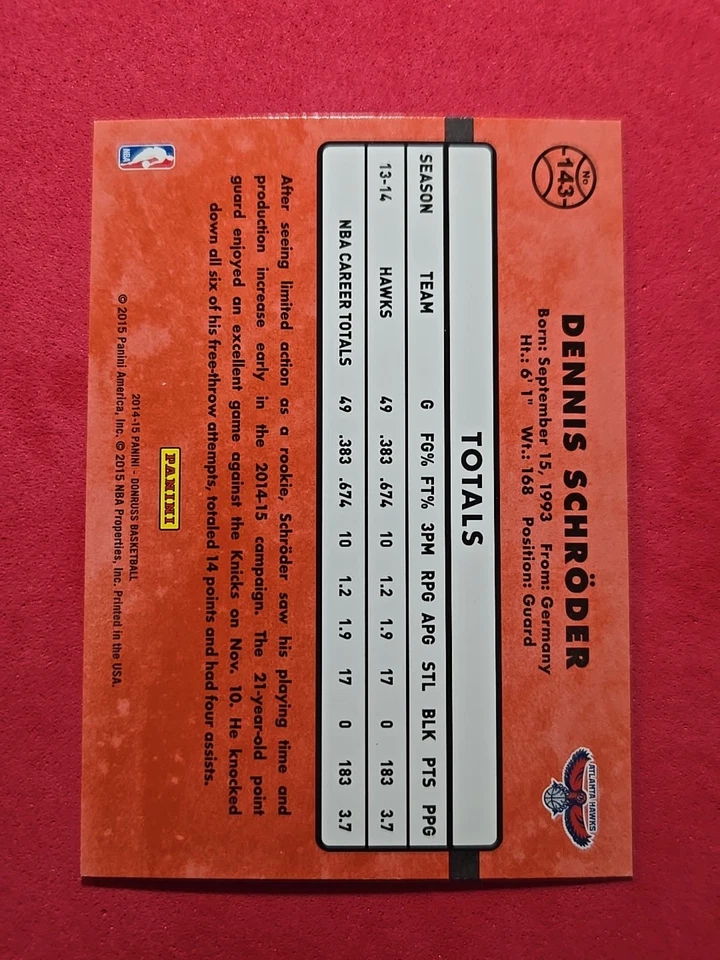 No
143
DENNIS SCHRÖDER
Born: September 15, 1993 From: Germany
Ht.: 6' 1" Wt.: 168 Position: Guard
ATLANTA HAWKS
TOTALS
SEASON TEAM G FG% FT% 3PM RPG APG STL BLK PTS PPG
13-14 HAWKS 49 .383 .674 10 1.2 1.9 17 0 183 3.7
NBA CAREER TOTALS 49 .383 .674 10 1.2 1.9 17 0 183 3.7
After seeing limited action as a rookie, Schröder saw his playing time and
production increase early in the 2014-15 campaign. The 21-year-old point
guard enjoyed an excellent game against the Knicks on Nov. 10. He knocked
down all six of his free-throw attempts, totaled 14 points and had four assists.
PANINI
NBA
2014-15 PANINI - DONRUSS BASKETBALL
© 2015 Panini America, Inc. © 2015 NBA Properties, Inc. Printed in the USA.